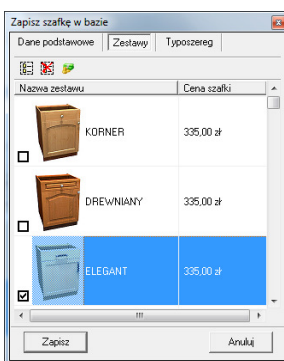 Zapisz szafkę w bazie
Dane podstawowe Zestawy Typoszereg
Nazwa zestawu Cena szafki
KORNER 335,00 zł
DREWNIANY 335,00 zł
ELEGANT 335,00 zł
Zapisz Anuluj